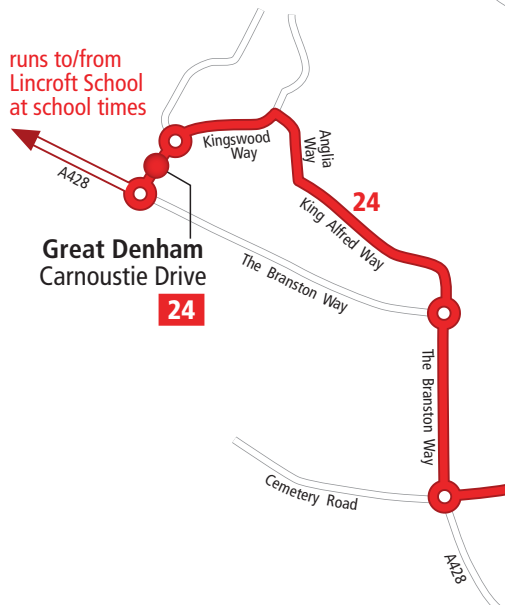 runs to/from
Lincroft School
at school times
A428
Kingswood
Way
Anglia
Way
24
King Alfred Way
Great Denham
Carnoustie Drive
24
The Branston Way
The Branston Way
Cemetery Road
A428